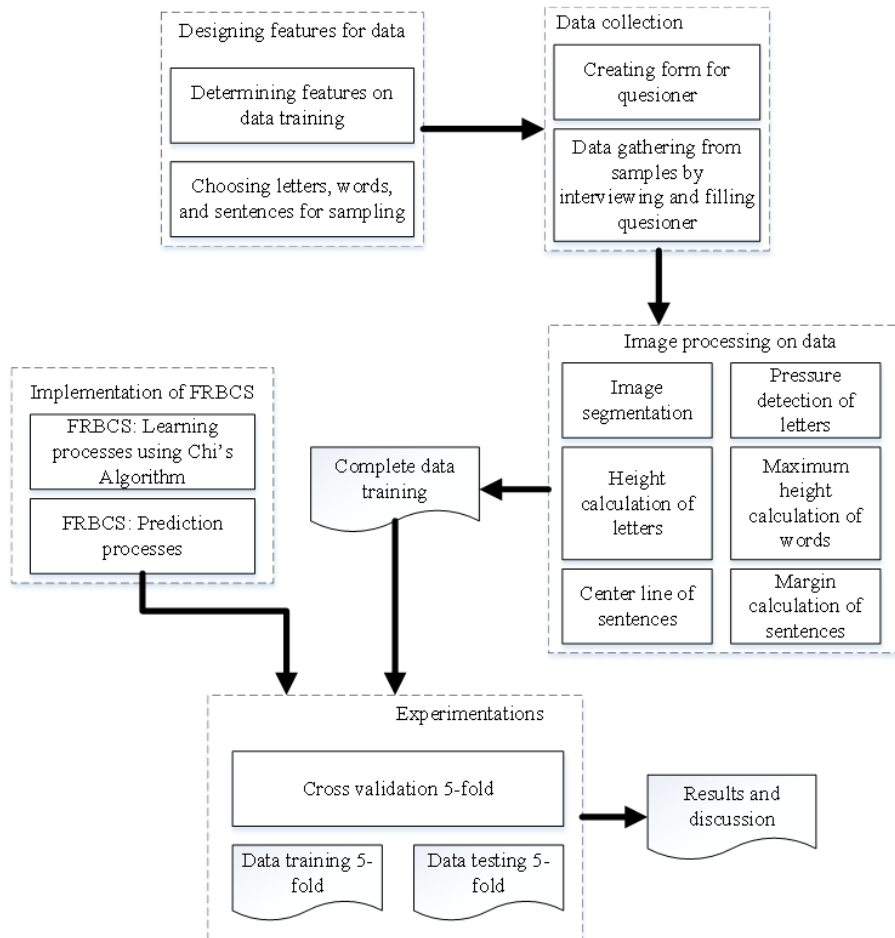 Designing features for data
Determining features on
data training
Choosing letters, words,
and sentences for sampling
Data collection
Creating form for
quesioner
Data gathering from
samples by
interviewing and filling
quesioner
Image processing on data
Image
segmentation
Pressure
detection of
letters
Height
calculation of
letters
Maximum
height
calculation of
words
Center line of
sentences
Margin
calculation of
sentences
Implementation of FRBCS
FRBCS: Learning
processes using Chi's
Algorithm
FRBCS: Prediction
processes
Complete data
training
Experimentations
Cross validation 5-fold
Data training 5-
fold
Data testing 5-
fold
Results and
discussion